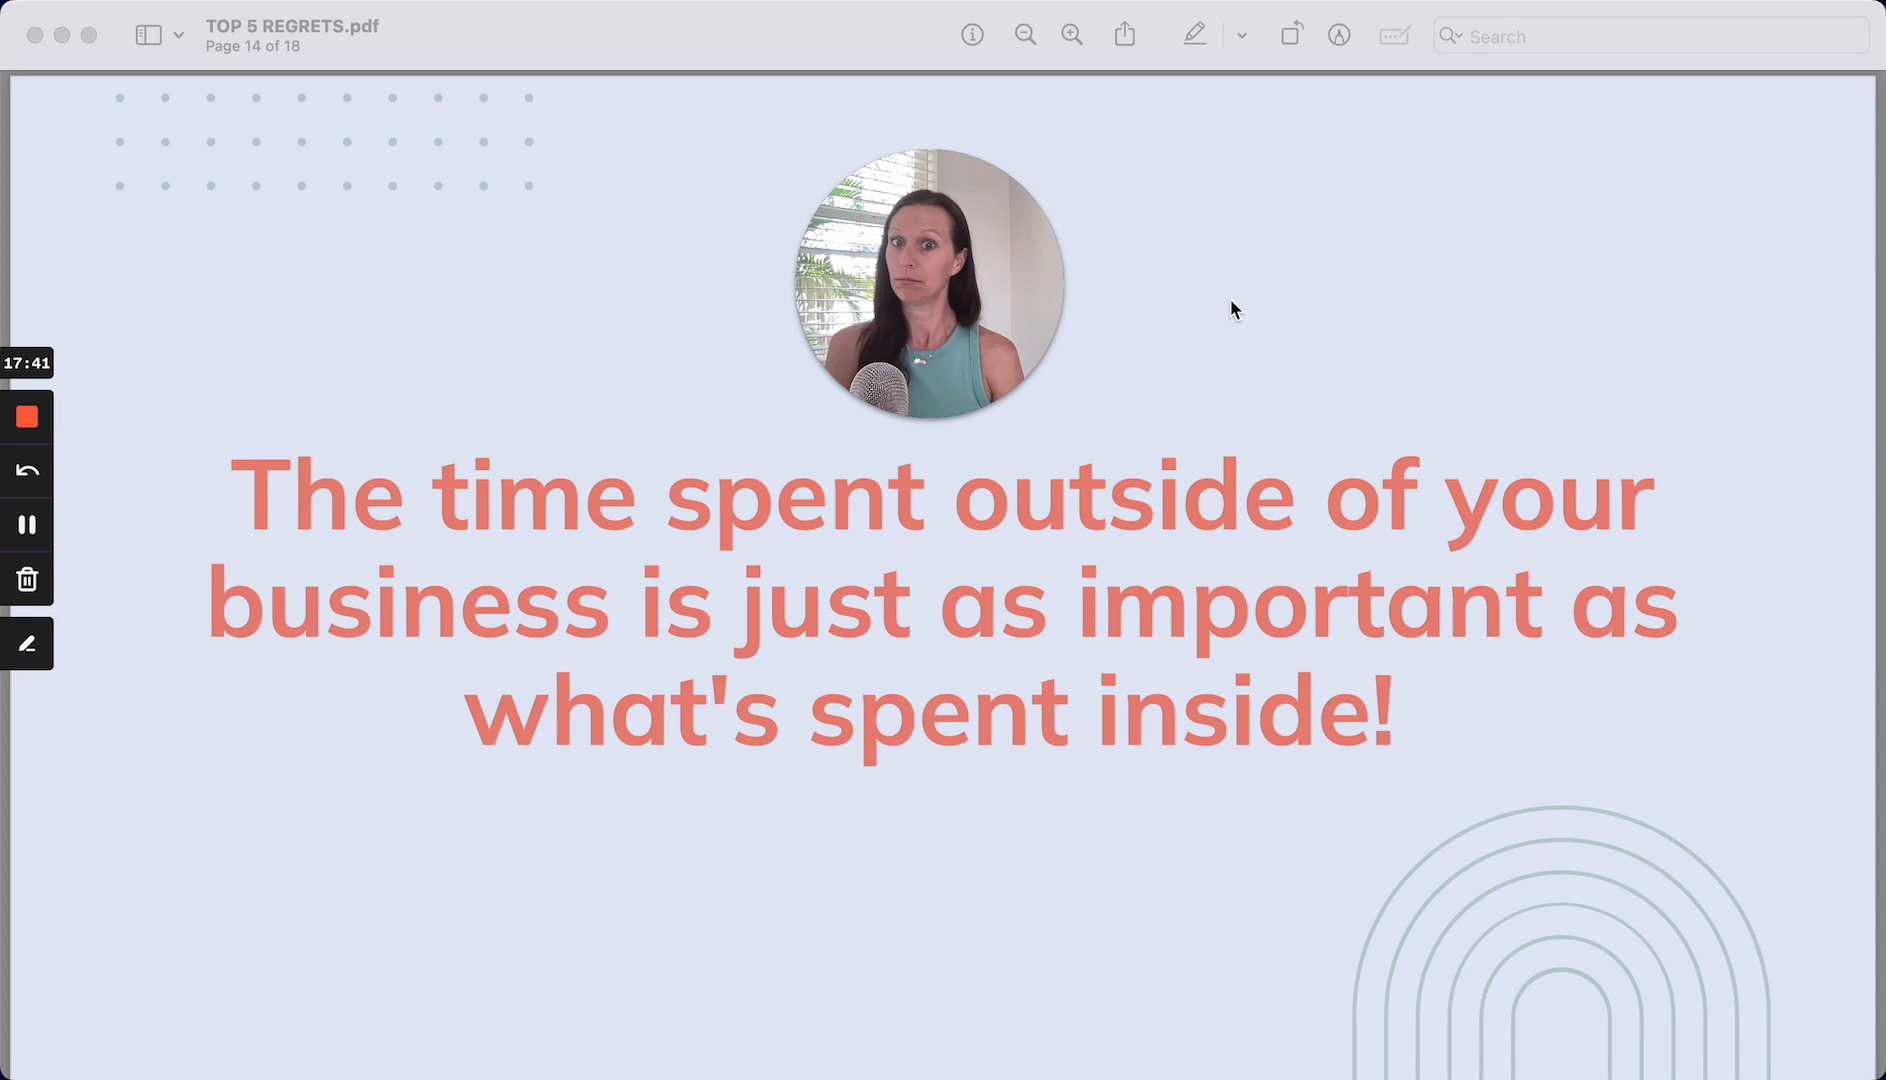 TOP 5 REGRETS.pdf
Page 14 of 18
Search
17:41
The time spent outside of your
business is just as important as
what's spent inside!